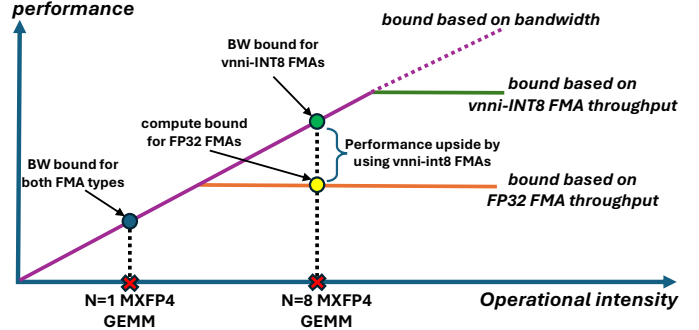 performance
bound based on bandwidth
BW bound for
vnni-INT8 FMAs
bound based on
vnni-INT8 FMA throughput
compute bound
for FP32 FMAs
Performance upside by
using vnni-int8 FMAs
BW bound for
both FMA types
bound based on
FP32 FMA throughput
N=1 MXFP4
GEMM
N=8 MXFP4
GEMM
Operational intensity